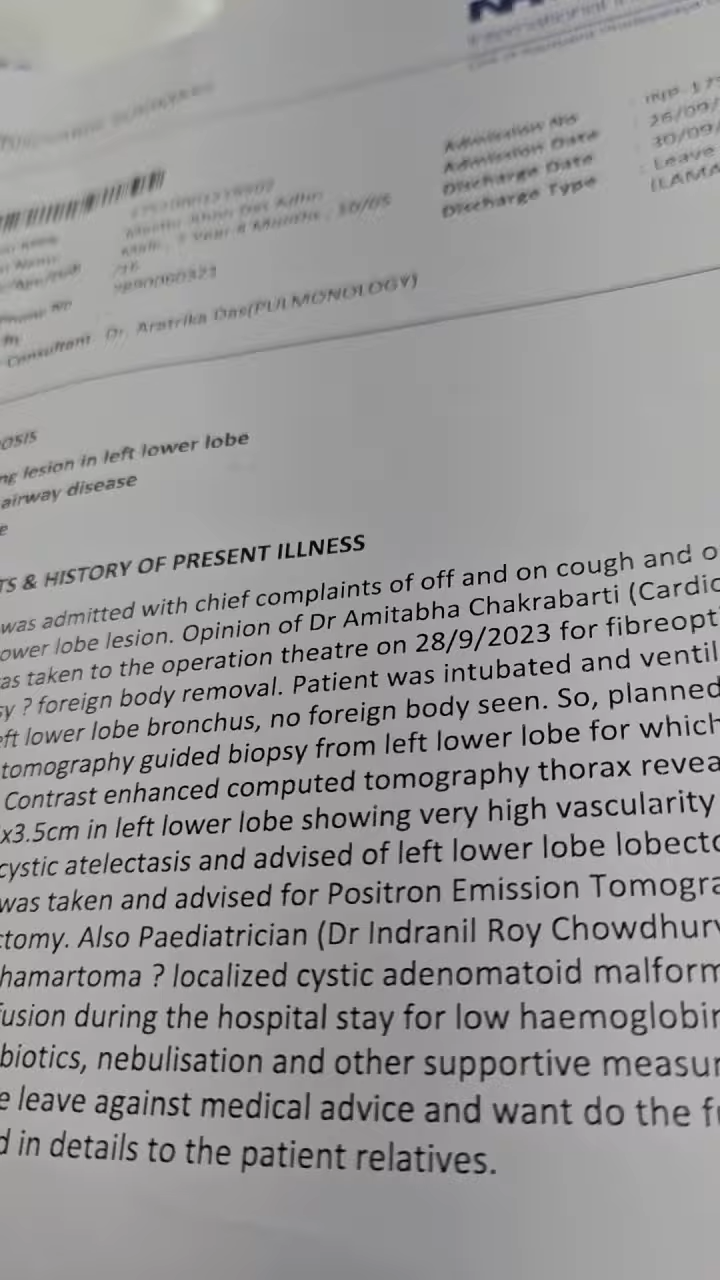 Admission No
Admission Date 26/09/
Discharge Date 30/09/
Discharge Type Leave
(LAMA
Consultant Dr. Aratrika Das(PULMONOLOGY)
OSIS
ng lesion in left lower lobe
airway disease
e
TS & HISTORY OF PRESENT ILLNESS
was admitted with chief complaints of off and on cough and o
ower lobe lesion. Opinion of Dr Amitabha Chakrabarti (Cardio
as taken to the operation theatre on 28/9/2023 for fibreopt
sy ? foreign body removal. Patient was intubated and ventil
eft lower lobe bronchus, no foreign body seen. So, planned
tomography guided biopsy from left lower lobe for which
Contrast enhanced computed tomography thorax revea
x3.5cm in left lower lobe showing very high vascularity
cystic atelectasis and advised of left lower lobe lobecto
was taken and advised for Positron Emission Tomogra
ctomy. Also Paediatrician (Dr Indranil Roy Chowdhury
hamartoma ? localized cystic adenomatoid malform
fusion during the hospital stay for low haemoglobin
biotics, nebulisation and other supportive measur
e leave against medical advice and want do the fu
d in details to the patient relatives.